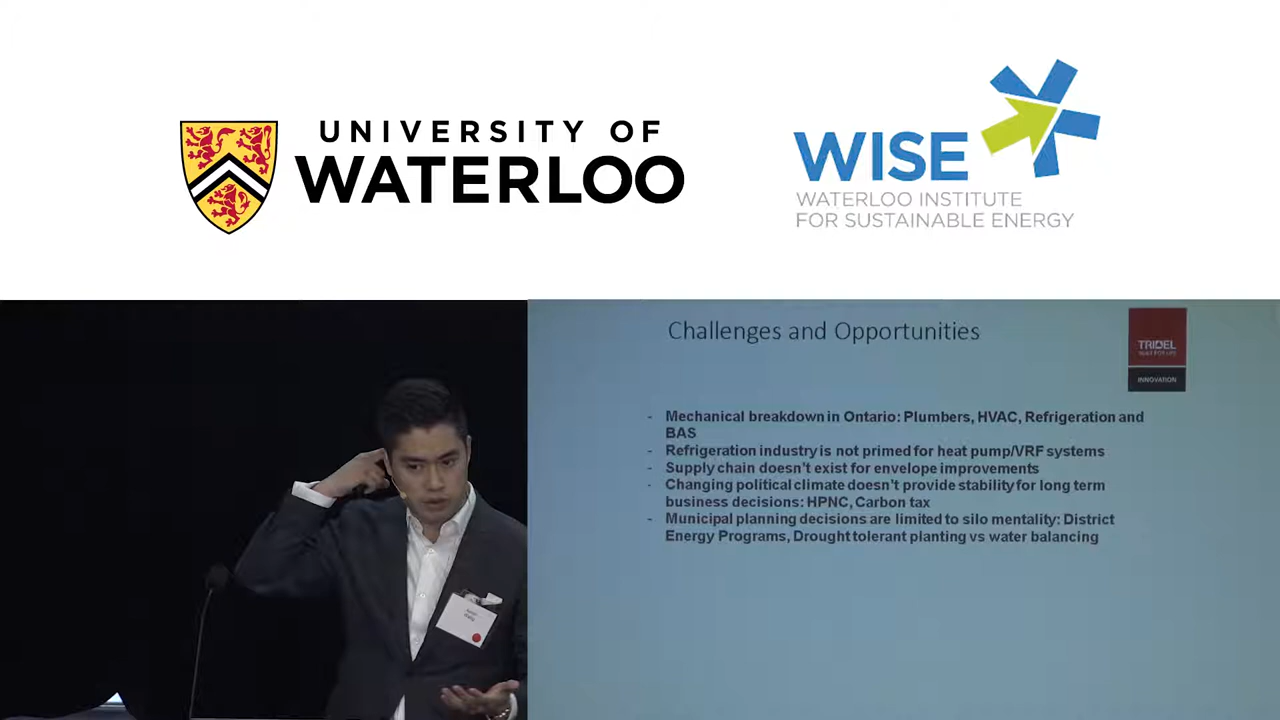 UNIVERSITY OF
WATERLOO
WISE
WATERLOO INSTITUTE
FOR SUSTAINABLE ENERGY
Challenges and Opportunities
TRIDEL
INNOVATION
- Mechanical breakdown in Ontario: Plumbers, HVAC, Refrigeration and
BAS
- Refrigeration industry is not primed for heat pump/VRF systems
- Supply chain doesn't exist for envelope improvements
- Changing political climate doesn't provide stability for long term
business decisions: HPNC, Carbon tax
- Municipal planning decisions are limited to silo mentality: District
Energy Programs, Drought tolerant planting vs water balancing